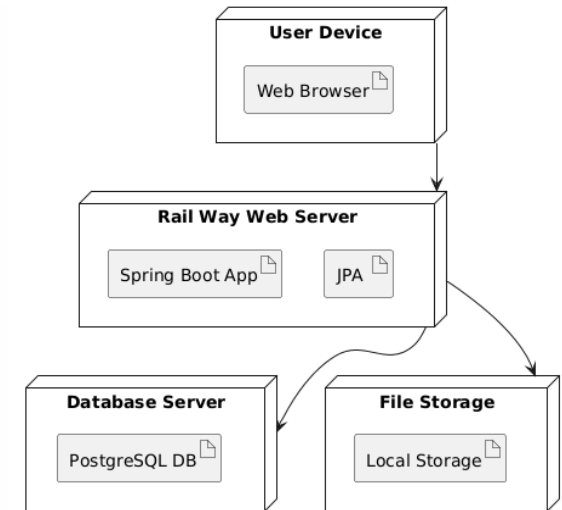 User Device
Web Browser
Rail Way Web Server
Spring Boot App
JPA
Database Server
File Storage
PostgreSQL DB
Local Storage